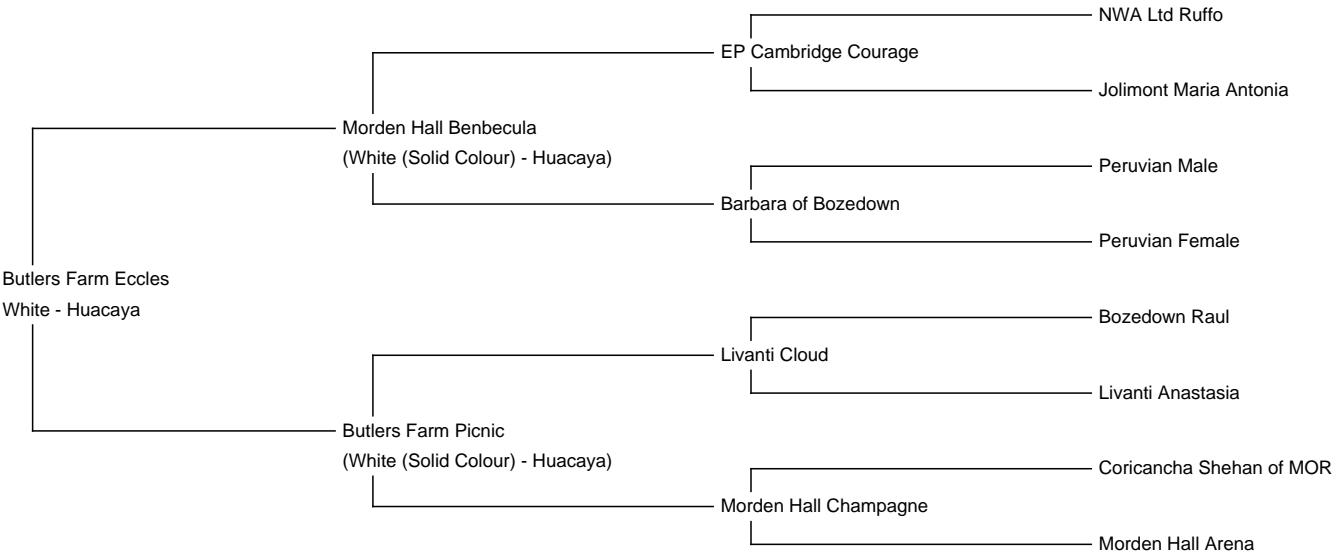 NWA Ltd Ruffo
EP Cambridge Courage
Jolimont Maria Antonia
Morden Hall Benbecula
(White (Solid Colour) - Huacaya)
Peruvian Male
Barbara of Bozedown
Peruvian Female
Butlers Farm Eccles
White - Huacaya
Bozedown Raul
Livanti Cloud
Livanti Anastasia
Butlers Farm Picnic
(White (Solid Colour) - Huacaya)
Coricancha Shehan of MOR
Morden Hall Champagne
Morden Hall Arena